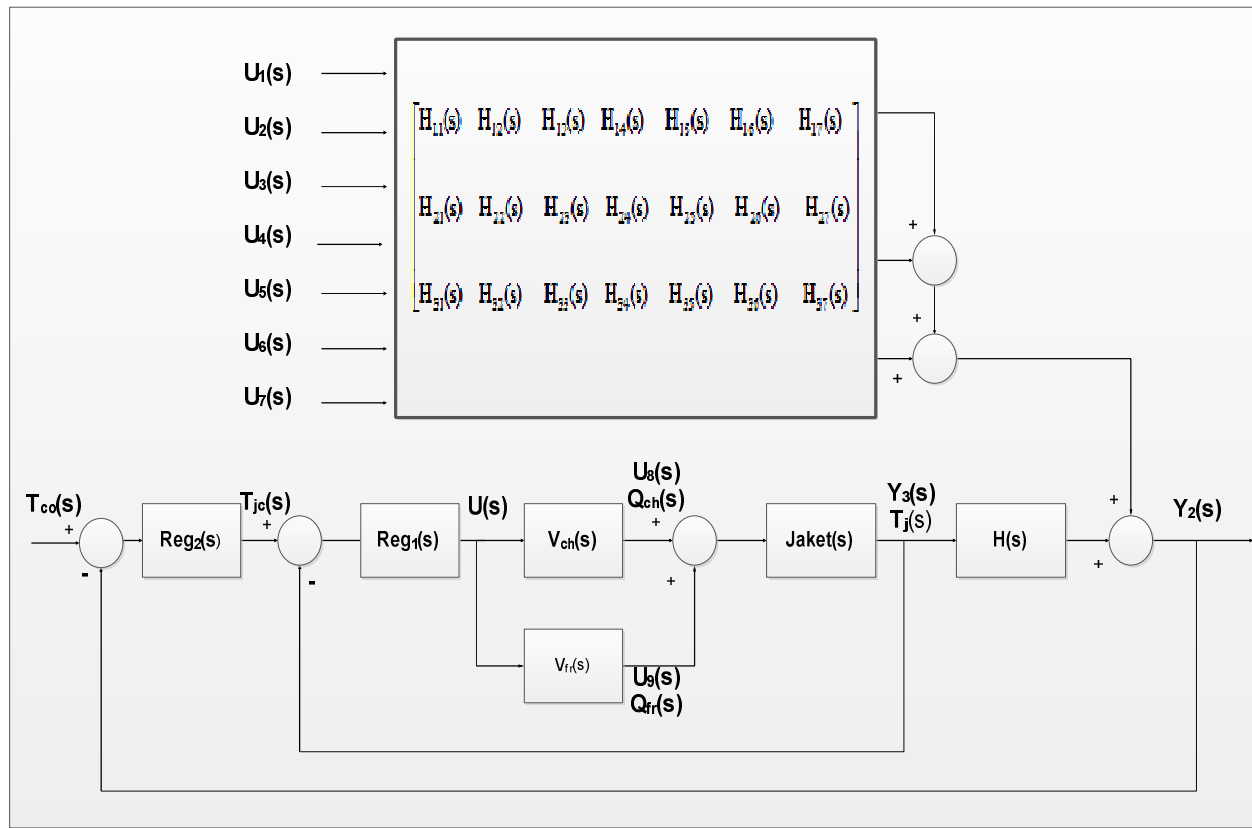 U1(s)
U2(s)
U3(s)
U4(s)
U5(s)
U6(s)
U7(s)
H11(s) H12(s) H13(s) H14(s) H15(s) H16(s) H17(s)
H21(s) H22(s) H23(s) H24(s) H25(s) H26(s) H27(s)
H31(s) H32(s) H33(s) H34(s) H35(s) H36(s) H37(s)
+
+
+
+
Tco(s)
+
-
Reg2(s)
Tjc(s)
+
-
Reg1(s)
U(s)
Vch(s)
U8(s)
Qch(s)
+
+
Vfr(s)
U9(s)
Qfr(s)
Jaket(s)
Y3(s)
Tj(s)
H(s)
+
+
Y2(s)